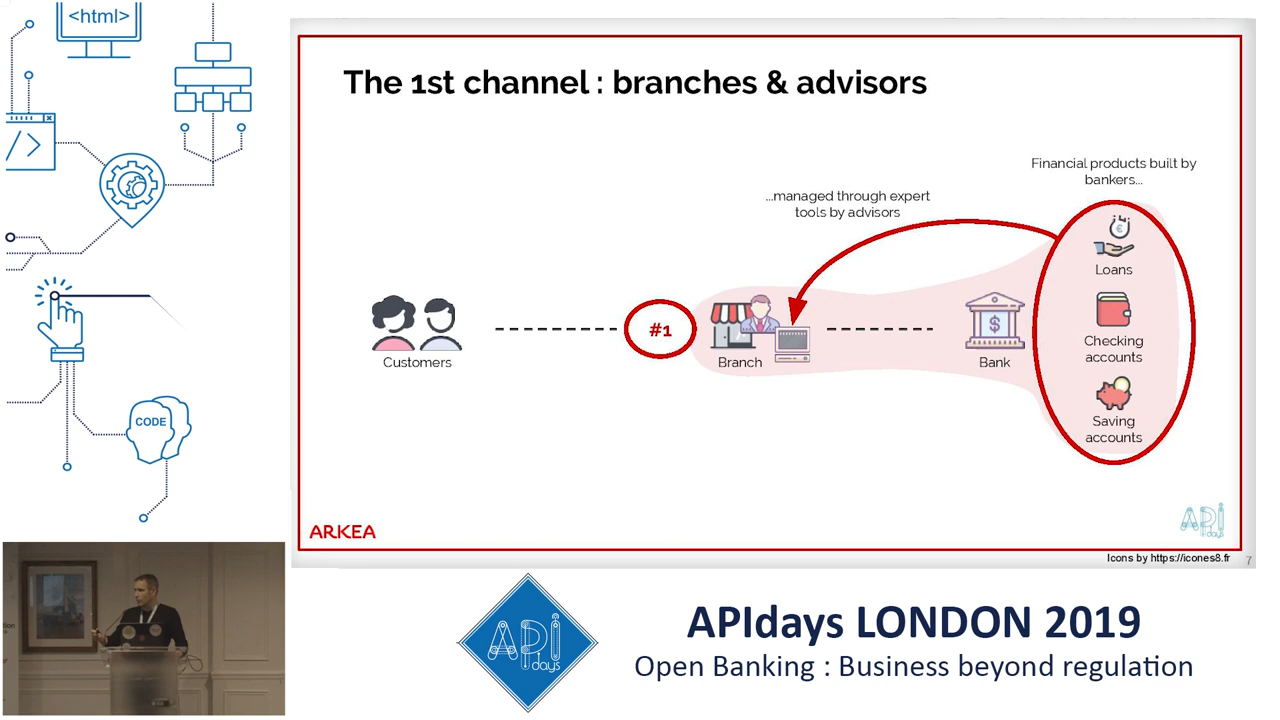 <html>
The 1st channel : branches & advisors
Financial products built by
bankers...
...managed through expert
tools by advisors
</>
Loans
#1
$
€
Customers
Branch
Bank
Checking
accounts
Saving
accounts
CODE
ARKEA
API
days
Icons by https://icones8.fr
7
API
days
APIdays LONDON 2019
Open Banking : Business beyond regulation